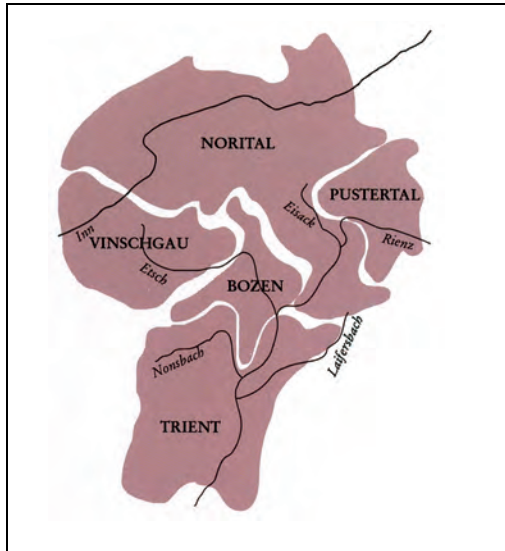 NORITAL
PUSTERTAL
Eisack
Inn
Rienz
VINSCHGAU
Etsch
BOZEN
Laifersbach
Nonsbach
TRIENT